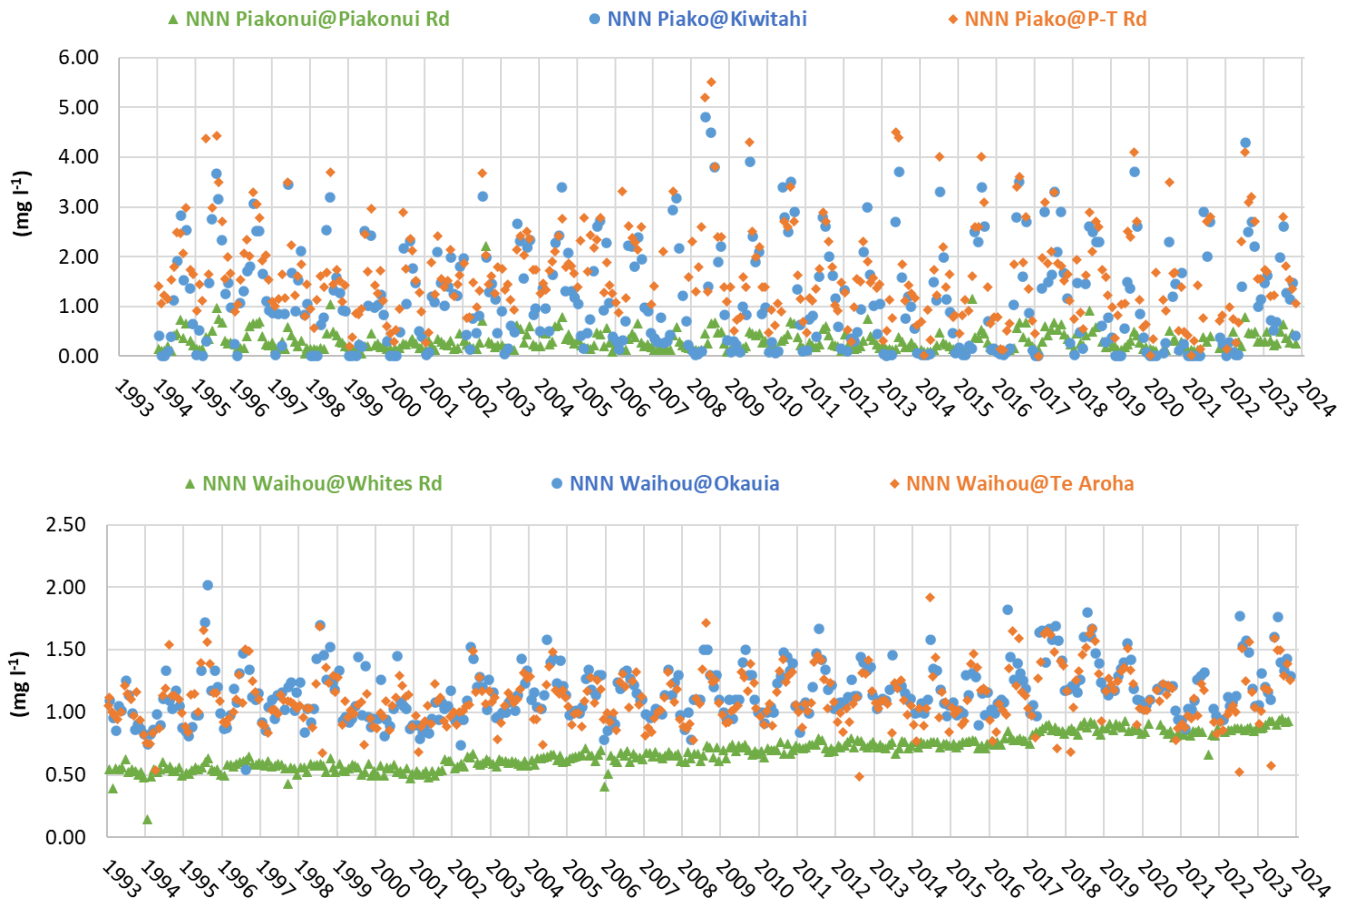 NNN Piakonui@Piakonui Rd NNN Piako@Kiwitahi NNN Piako@P-T Rd
6.00
5.00
4.00
3.00
2.00
1.00
0.00
(mg l-1)
1993 1994 1995 1996 1997 1998 1999 2000 2001 2002 2003 2004 2005 2006 2007 2008 2009 2010 2011 2012 2013 2014 2015 2016 2017 2018 2019 2020 2021 2022 2023 2024
NNN Waihou@Whites Rd NNN Waihou@Okauia NNN Waihou@Te Aroha
2.50
2.00
1.50
1.00
0.50
0.00
(mg l-1)
1993 1994 1995 1996 1997 1998 1999 2000 2001 2002 2003 2004 2005 2006 2007 2008 2009 2010 2011 2012 2013 2014 2015 2016 2017 2018 2019 2020 2021 2022 2023 2024